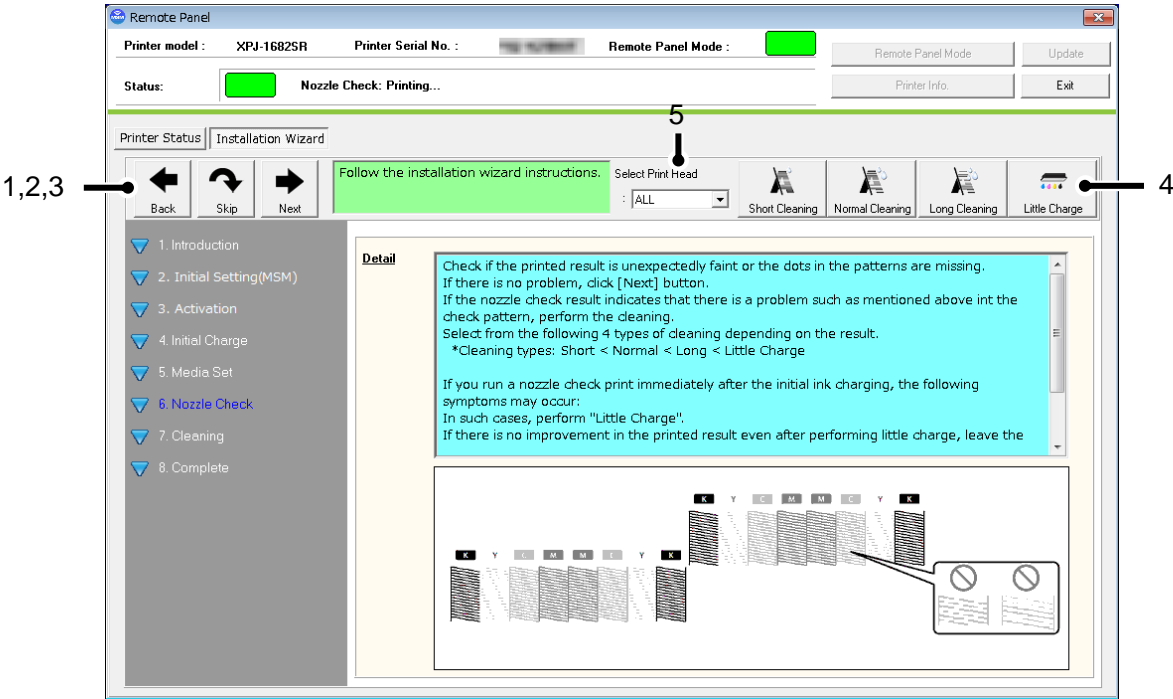 Remote Panel
Printer model : XPJ-1682SR Printer Serial No. : Remote Panel Mode :
Remote Panel Mode Update
Status: Nozzle Check: Printing...
Printer Info. Exit
5
Printer Status Installation Wizard
1,2,3
Back Skip Next
Follow the installation wizard instructions.
Select Print Head
: ALL
Short Cleaning Normal Cleaning Long Cleaning Little Charge
4
1. Introduction
2. Initial Setting(MSM)
3. Activation
4. Initial Charge
5. Media Set
6. Nozzle Check
7. Cleaning
8. Complete
Detail
Check if the printed result is unexpectedly faint or the dots in the patterns are missing.
If there is no problem, click [Next] button.
If the nozzle check result indicates that there is a problem such as mentioned above int the
check pattern, perform the cleaning.
Select from the following 4 types of cleaning depending on the result.
*Cleaning types: Short < Normal < Long < Little Charge
If you run a nozzle check print immediately after the initial ink charging, the following
symptoms may occur:
In such cases, perform "Little Charge".
If there is no improvement in the printed result even after performing little charge, leave the
K Y C M M C Y K
K Y C M M C Y K